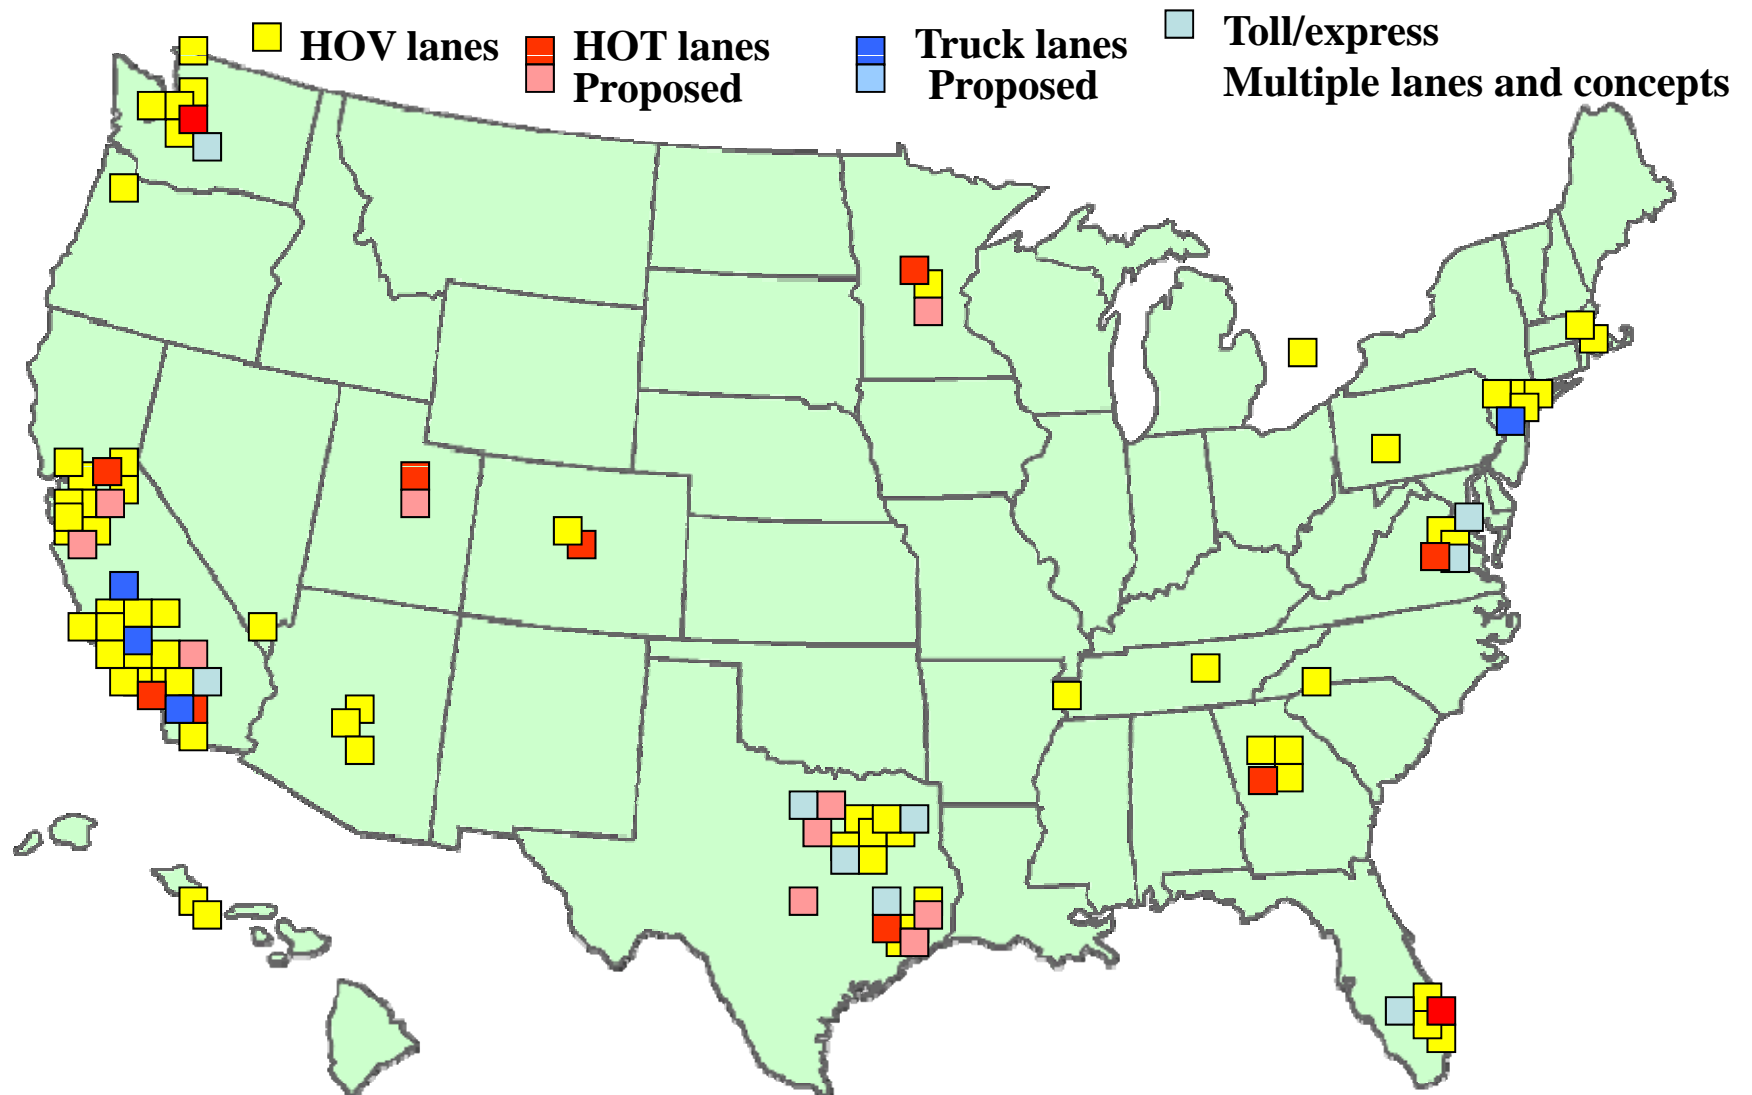 HOV lanes
HOT lanes
Proposed
Truck lanes
Proposed
Toll/express
Multiple lanes and concepts